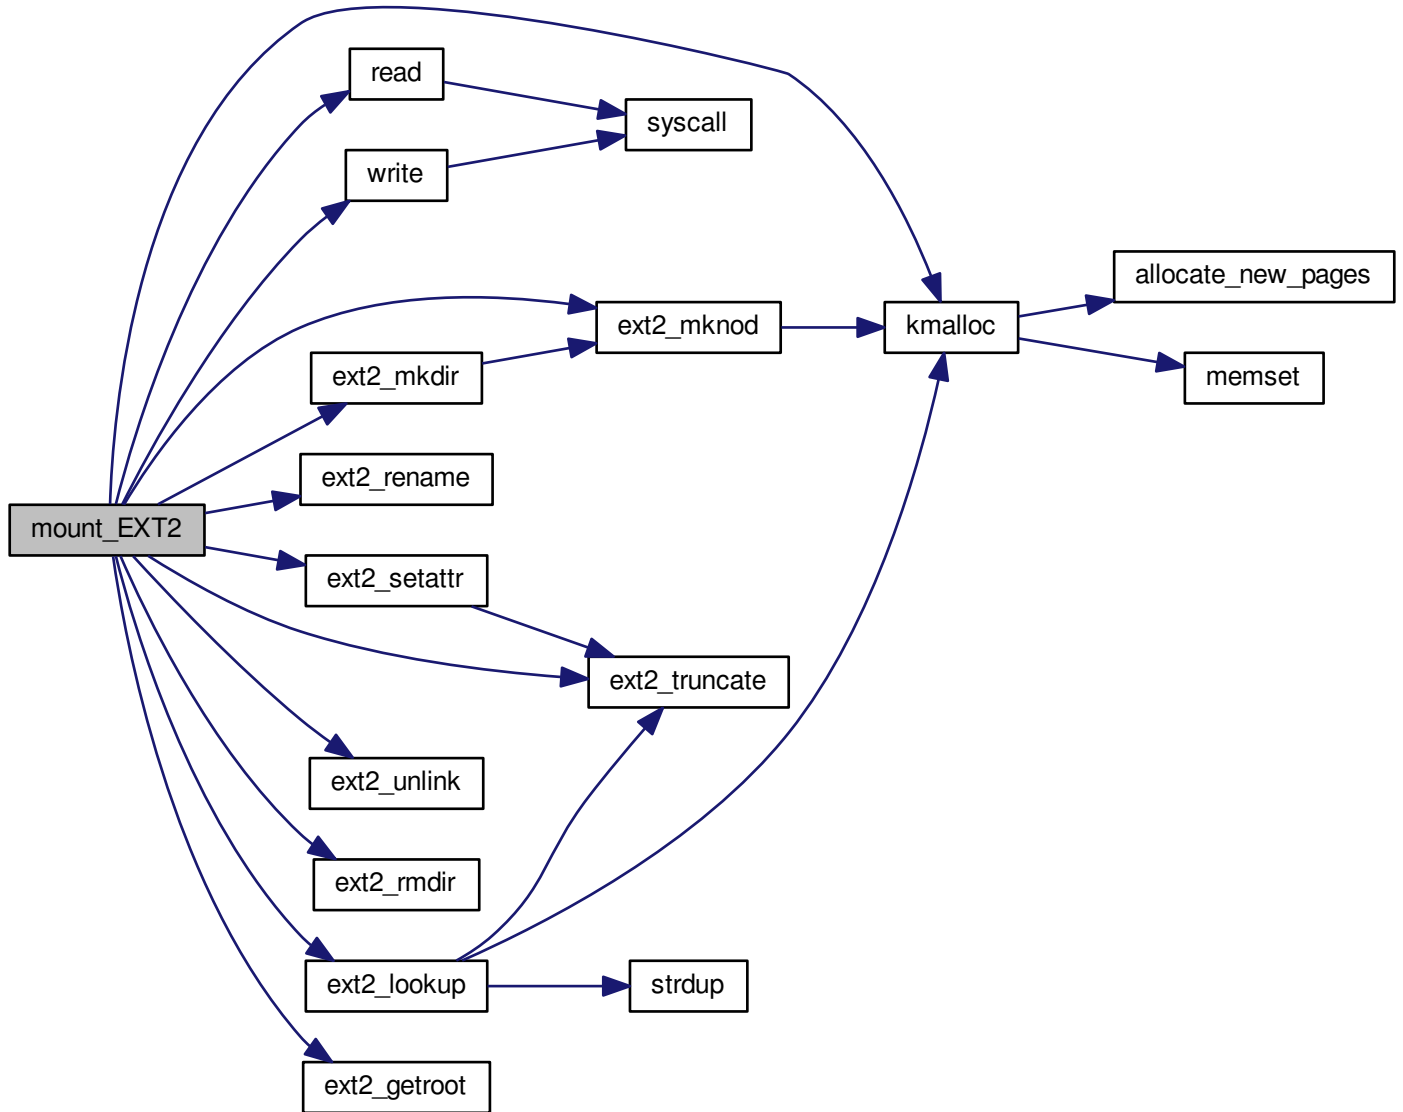 read
syscall
write
allocate_new_pages
ext2_mknod
kmalloc
ext2_mkdir
memset
ext2_rename
mount_EXT2
ext2_setattr
ext2_truncate
ext2_unlink
ext2_rmdir
ext2_lookup
strdup
ext2_getroot